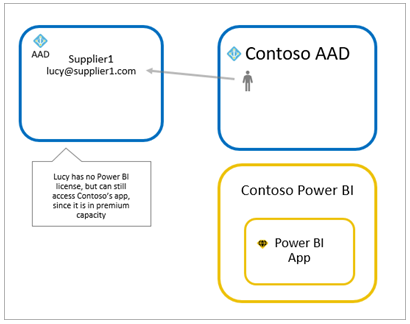 AAD
Supplier1
lucy@supplier1.com
Contoso AAD
Lucy has no Power BI
license, but can still
access Contoso's app,
since it is in premium
capacity
Contoso Power BI
Power BI
App